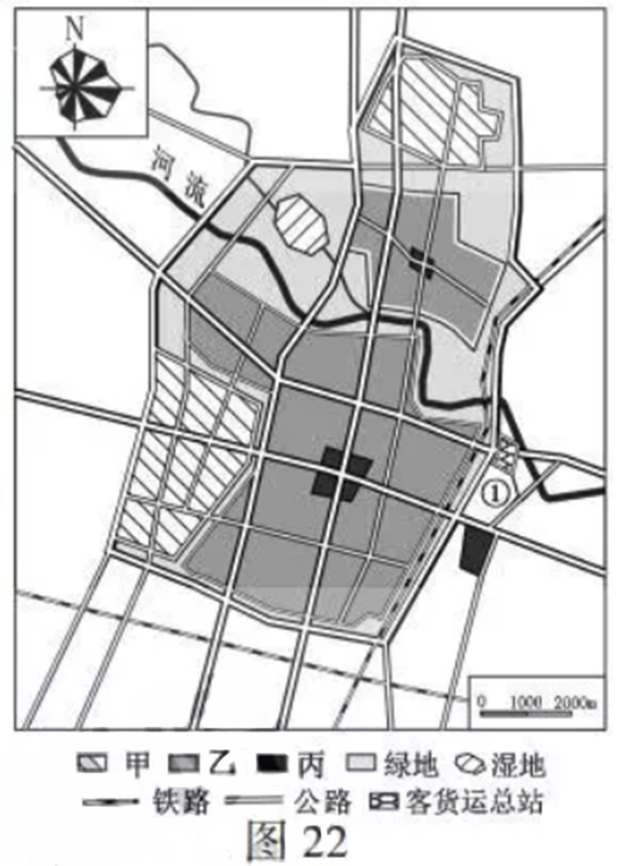 N
河流
①
0 1000 2000m
甲 乙 丙 绿地 湿地
铁路 公路 客货运总站
图 22